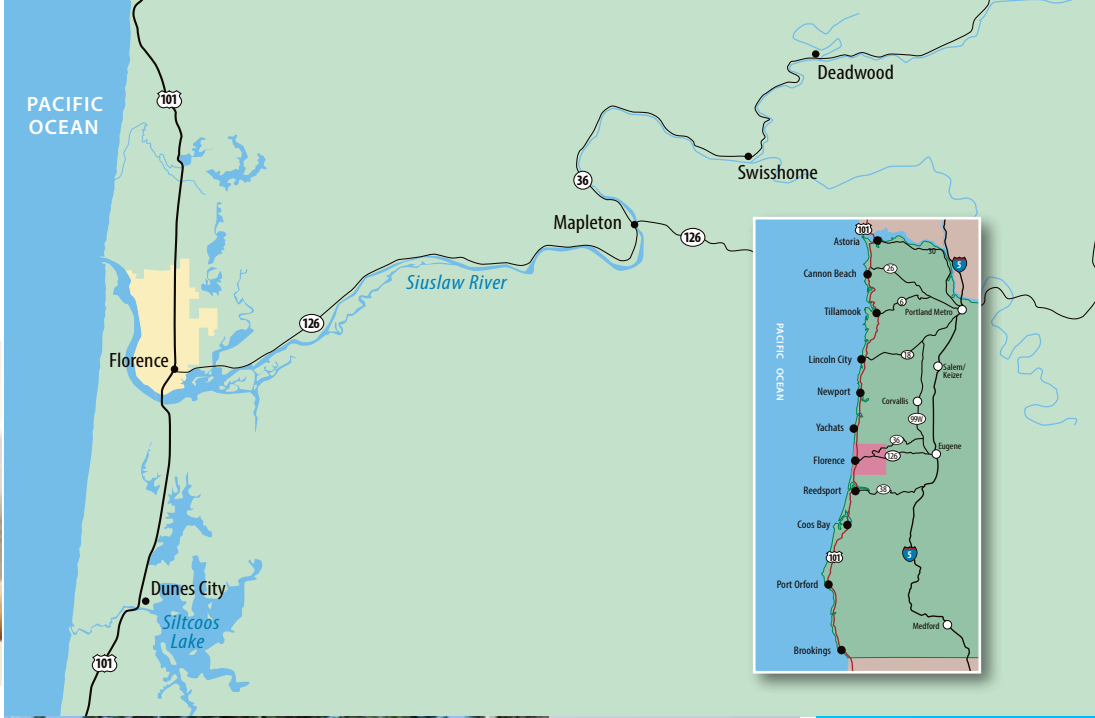 Deadwood
PACIFIC
OCEAN
101
Swisshome
36
Mapleton
126
Siuslaw River
126
Florence
Dunes City
Siltcoos
Lake
101
101
Astoria
30
5
Cannon Beach
26
6
Tillamook
Portland Metro
PACIFIC OCEAN
Lincoln City
18
Salem/
Keizer
Newport
Corvallis
99W
Yachats
36
Eugene
Florence
126
Reedsport
38
Coos Bay
101
5
Port Orford
Medford
Brookings